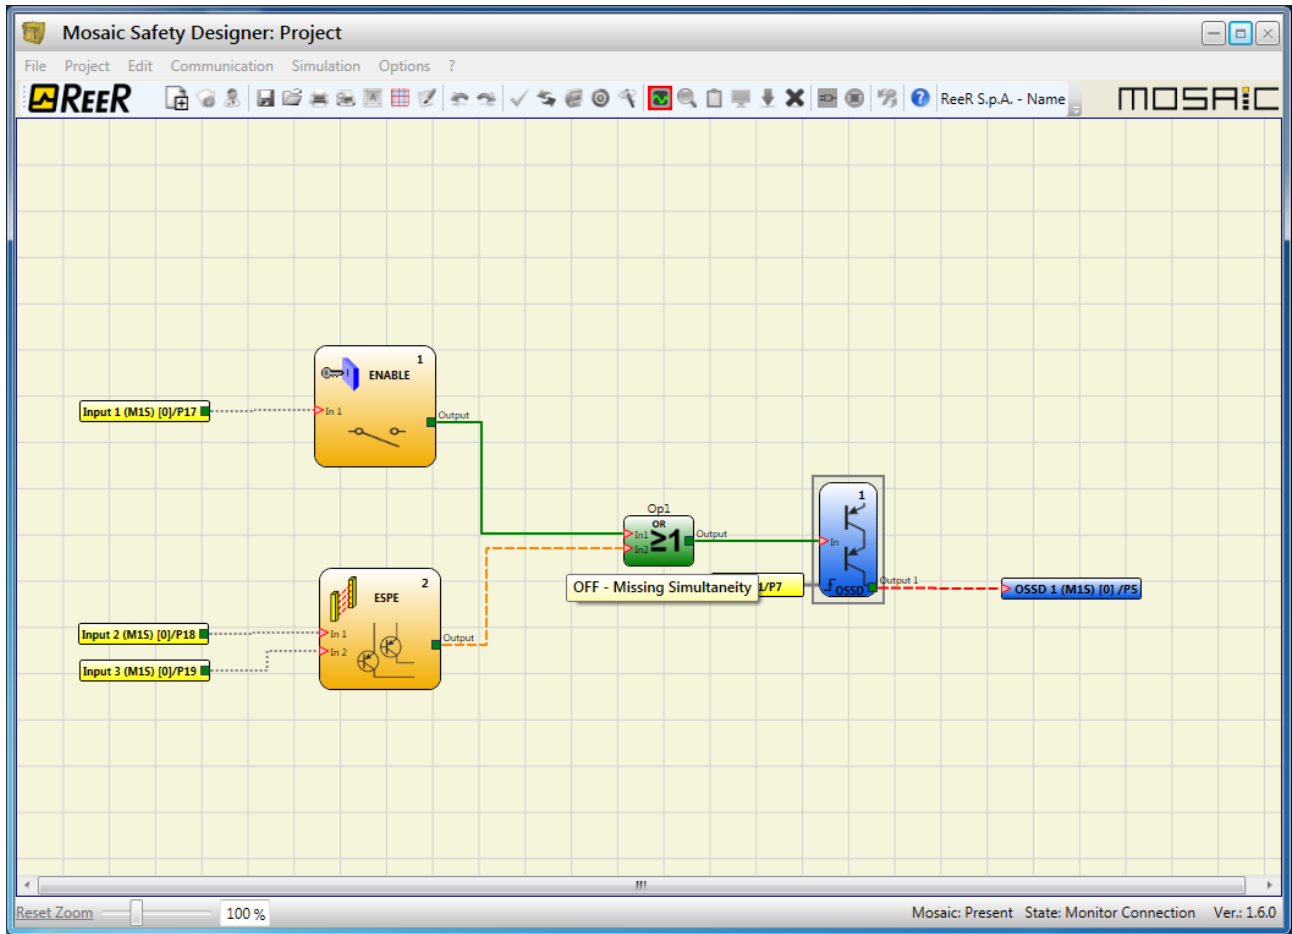 Mosaic Safety Designer: Project
File Project Edit Communication Simulation Options ?
REER
ReeR S.p.A. - Name
MOSAIC
1
ENABLE
Input 1 (M1S) [0]/P17
In 1
Output
Op1
OR
In1
≥1
In2
Output
1
In
OFF - Missing Simultaneity
1/P7
OSSD
Output 1
OSSD 1 (M1S) [0] /P5
2
ESPE
Input 2 (M1S) [0]/P18
In 1
Output
In 2
Input 3 (M1S) [0]/P19
Reset Zoom
100 %
Mosaic: Present State: Monitor Connection Ver.: 1.6.0